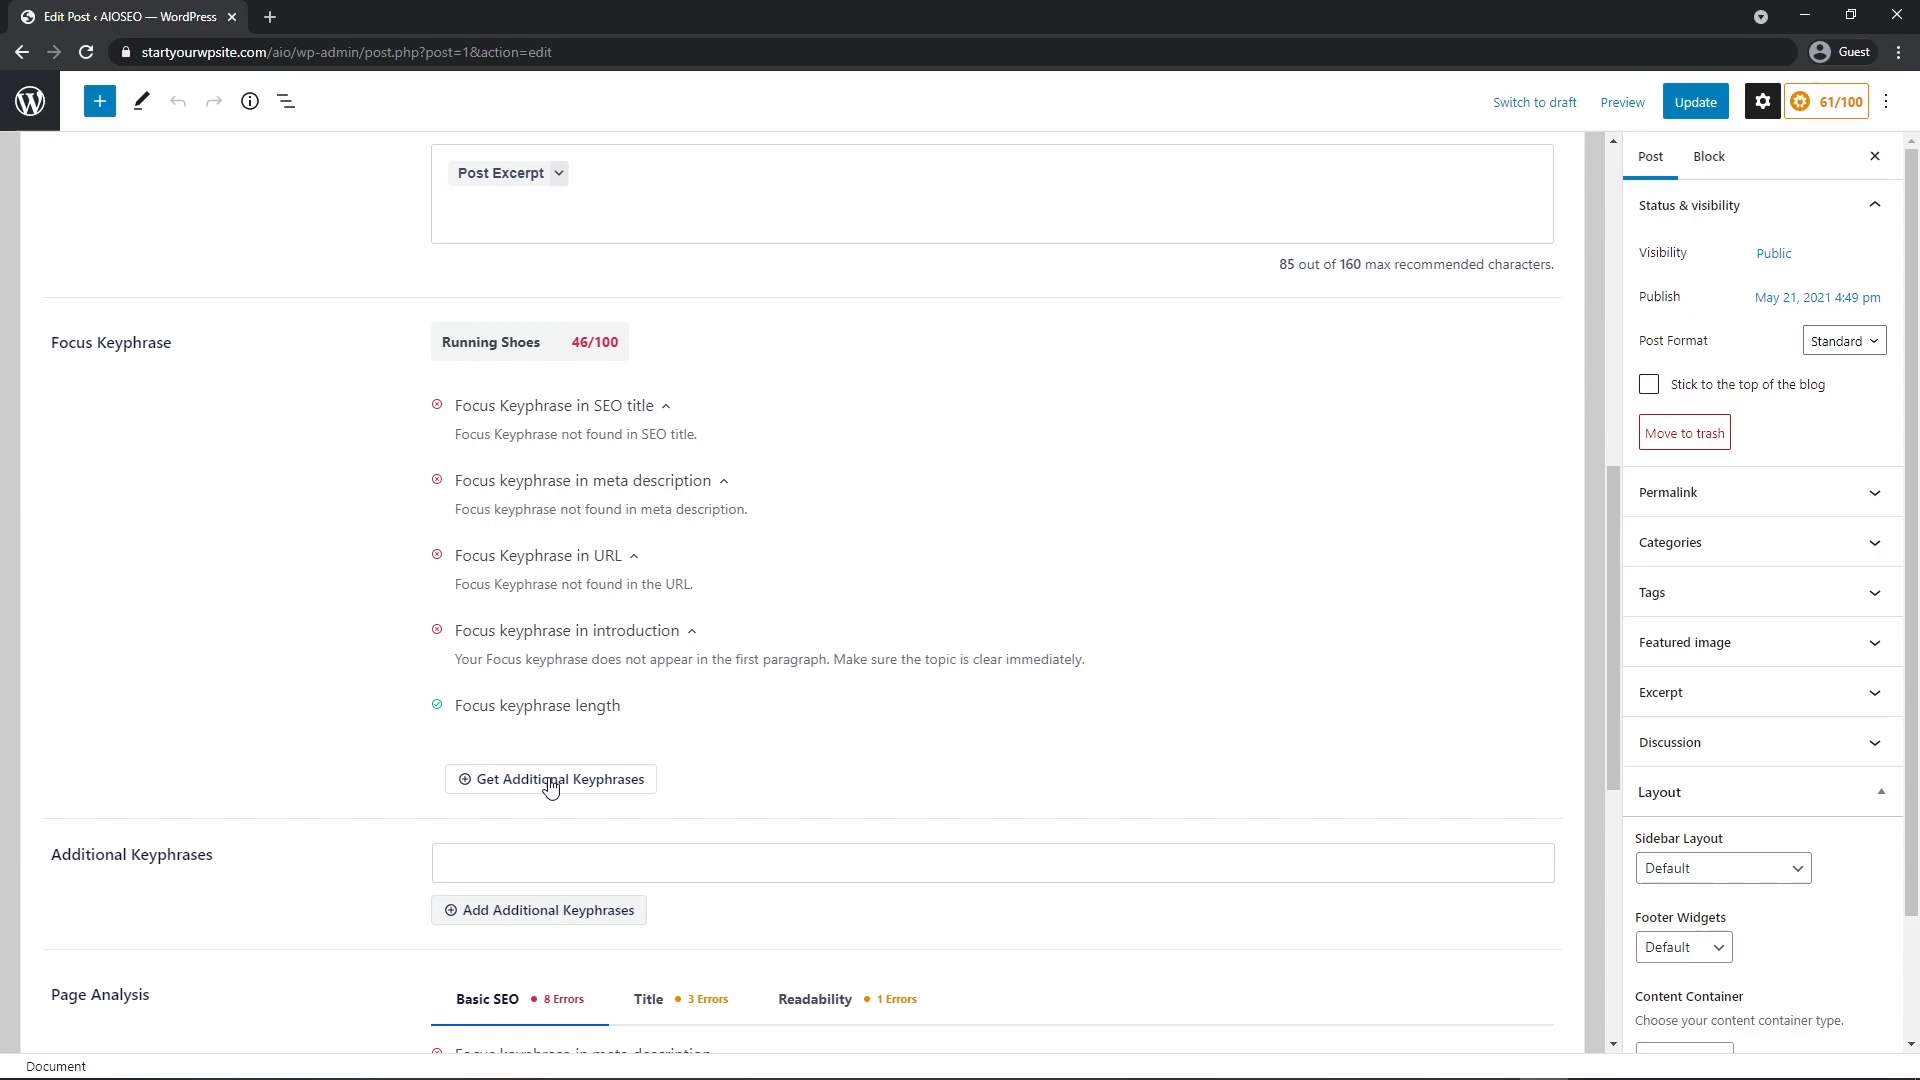 Edit Post ‹ AIOSEO — WordPress
startyourwpsite.com/aio/wp-admin/post.php?post=1&action=edit
Guest
Switch to draft
Preview
Update
61/100
Post Excerpt
85 out of 160 max recommended characters.
Focus Keyphrase
Running Shoes 46/100
Focus Keyphrase in SEO title
Focus Keyphrase not found in SEO title.
Focus keyphrase in meta description
Focus keyphrase not found in meta description.
Focus Keyphrase in URL
Focus Keyphrase not found in the URL.
Focus keyphrase in introduction
Your Focus keyphrase does not appear in the first paragraph. Make sure the topic is clear immediately.
Focus keyphrase length
Get Additional Keyphrases
Additional Keyphrases
Add Additional Keyphrases
Page Analysis
Basic SEO 8 Errors
Title 3 Errors
Readability 1 Errors
Focus keyphrase in meta description
Document
Post
Block
Status & visibility
Visibility Public
Publish May 21, 2021 4:49 pm
Post Format Standard
Stick to the top of the blog
Move to trash
Permalink
Categories
Tags
Featured image
Excerpt
Discussion
Layout
Sidebar Layout
Default
Footer Widgets
Default
Content Container
Choose your content container type.